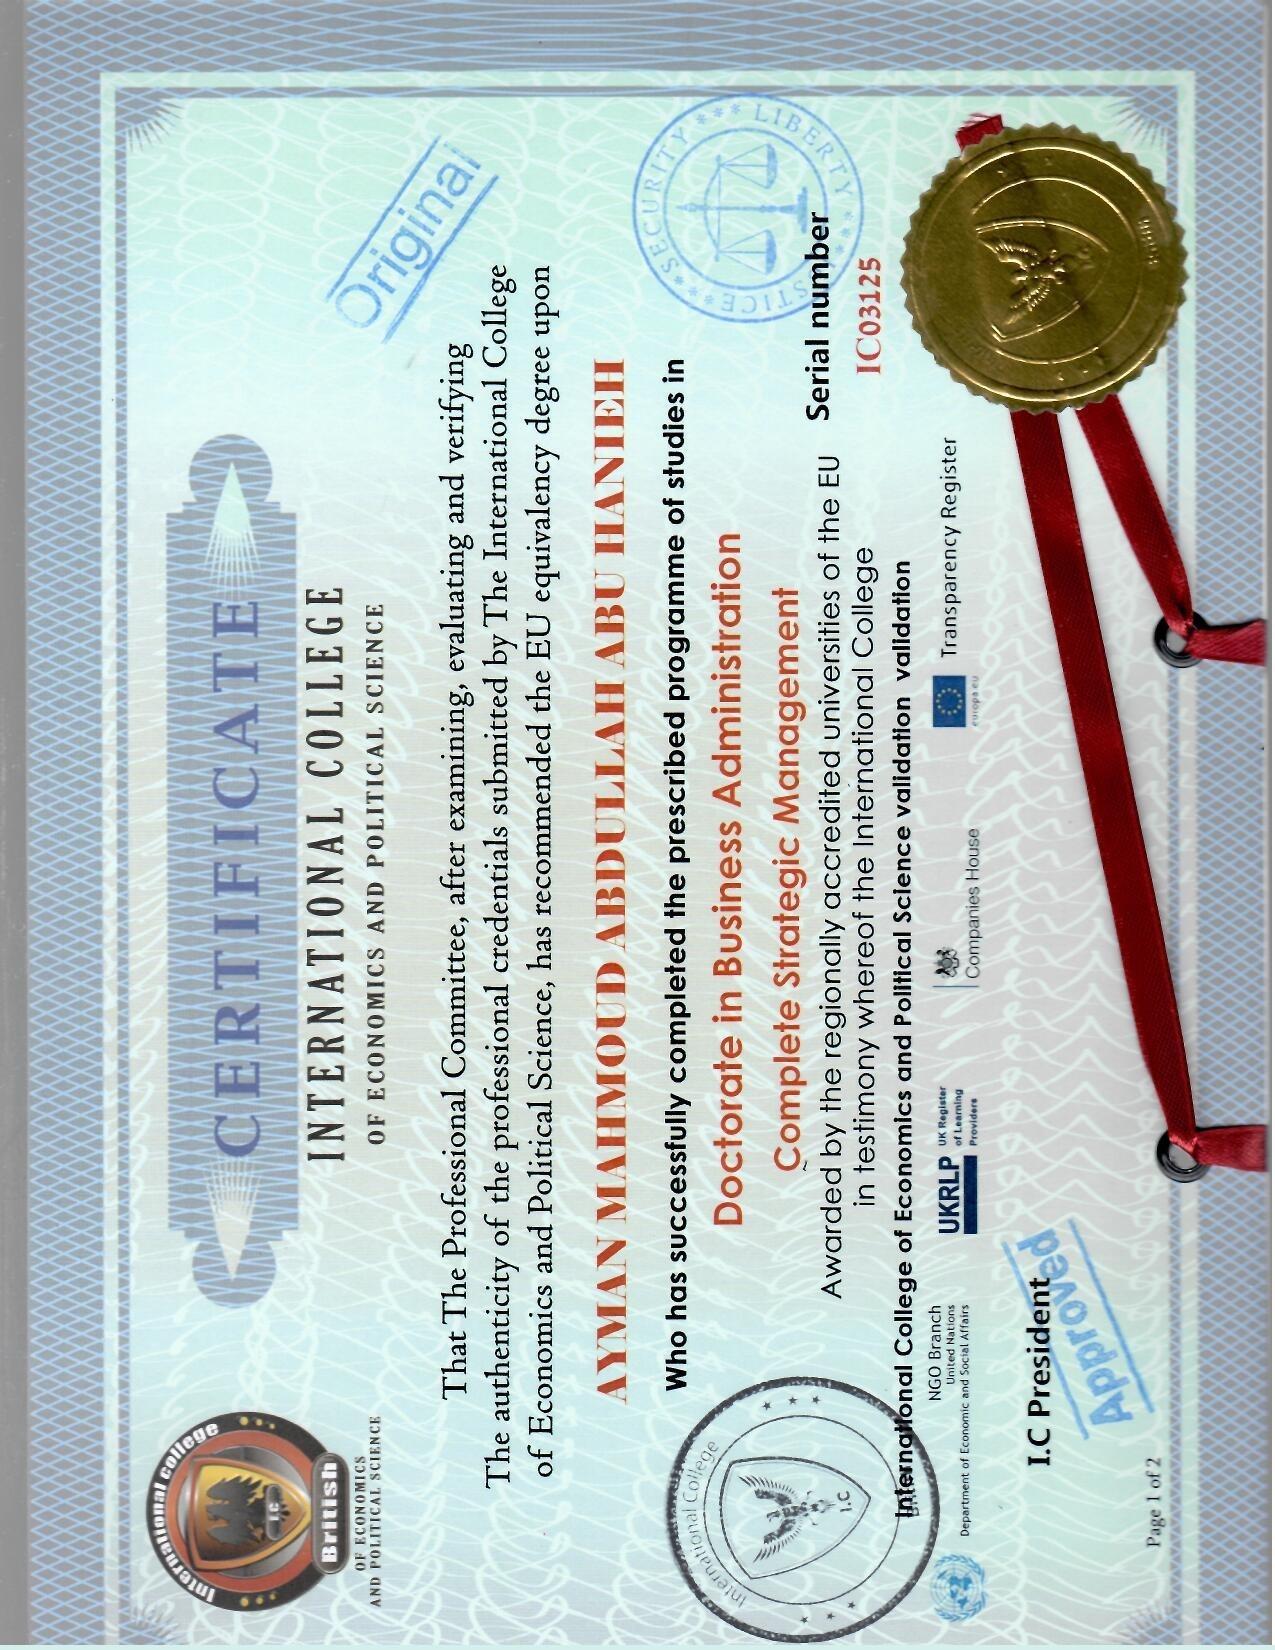 International college
I.C
British
OF ECONOMICS
AND POLITICAL SCIENCE
CERTIFICATE
INTERNATIONAL COLLEGE
OF ECONOMICS AND POLITICAL SCIENCE
Original
That The Professional Committee, after examining, evaluating and verifying
The authenticity of the professional credentials submitted by The International College
of Economics and Political Science, has recommended the EU equivalency degree upon
AYMAN MAHMOUD ABDULLAH ABU HANIEH
Who has successfully completed the prescribed programme of studies in
Doctorate in Business Administration
Complete Strategic Management
Awarded by the regionally accredited universities of the EU
in testimony whereof the International College
International College
I.C
SECURITY
LIBERTY
JUSTICE
Serial number
IC03125
International College of Economics and Political Science validation validation
NGO Branch
United Nations
Department of Economic and Social Affairs
UKRLP
UK Register
of Learning
Providers
Companies House
europa.eu
Transparency Register
I.C President
Approved
Page 1 of 2